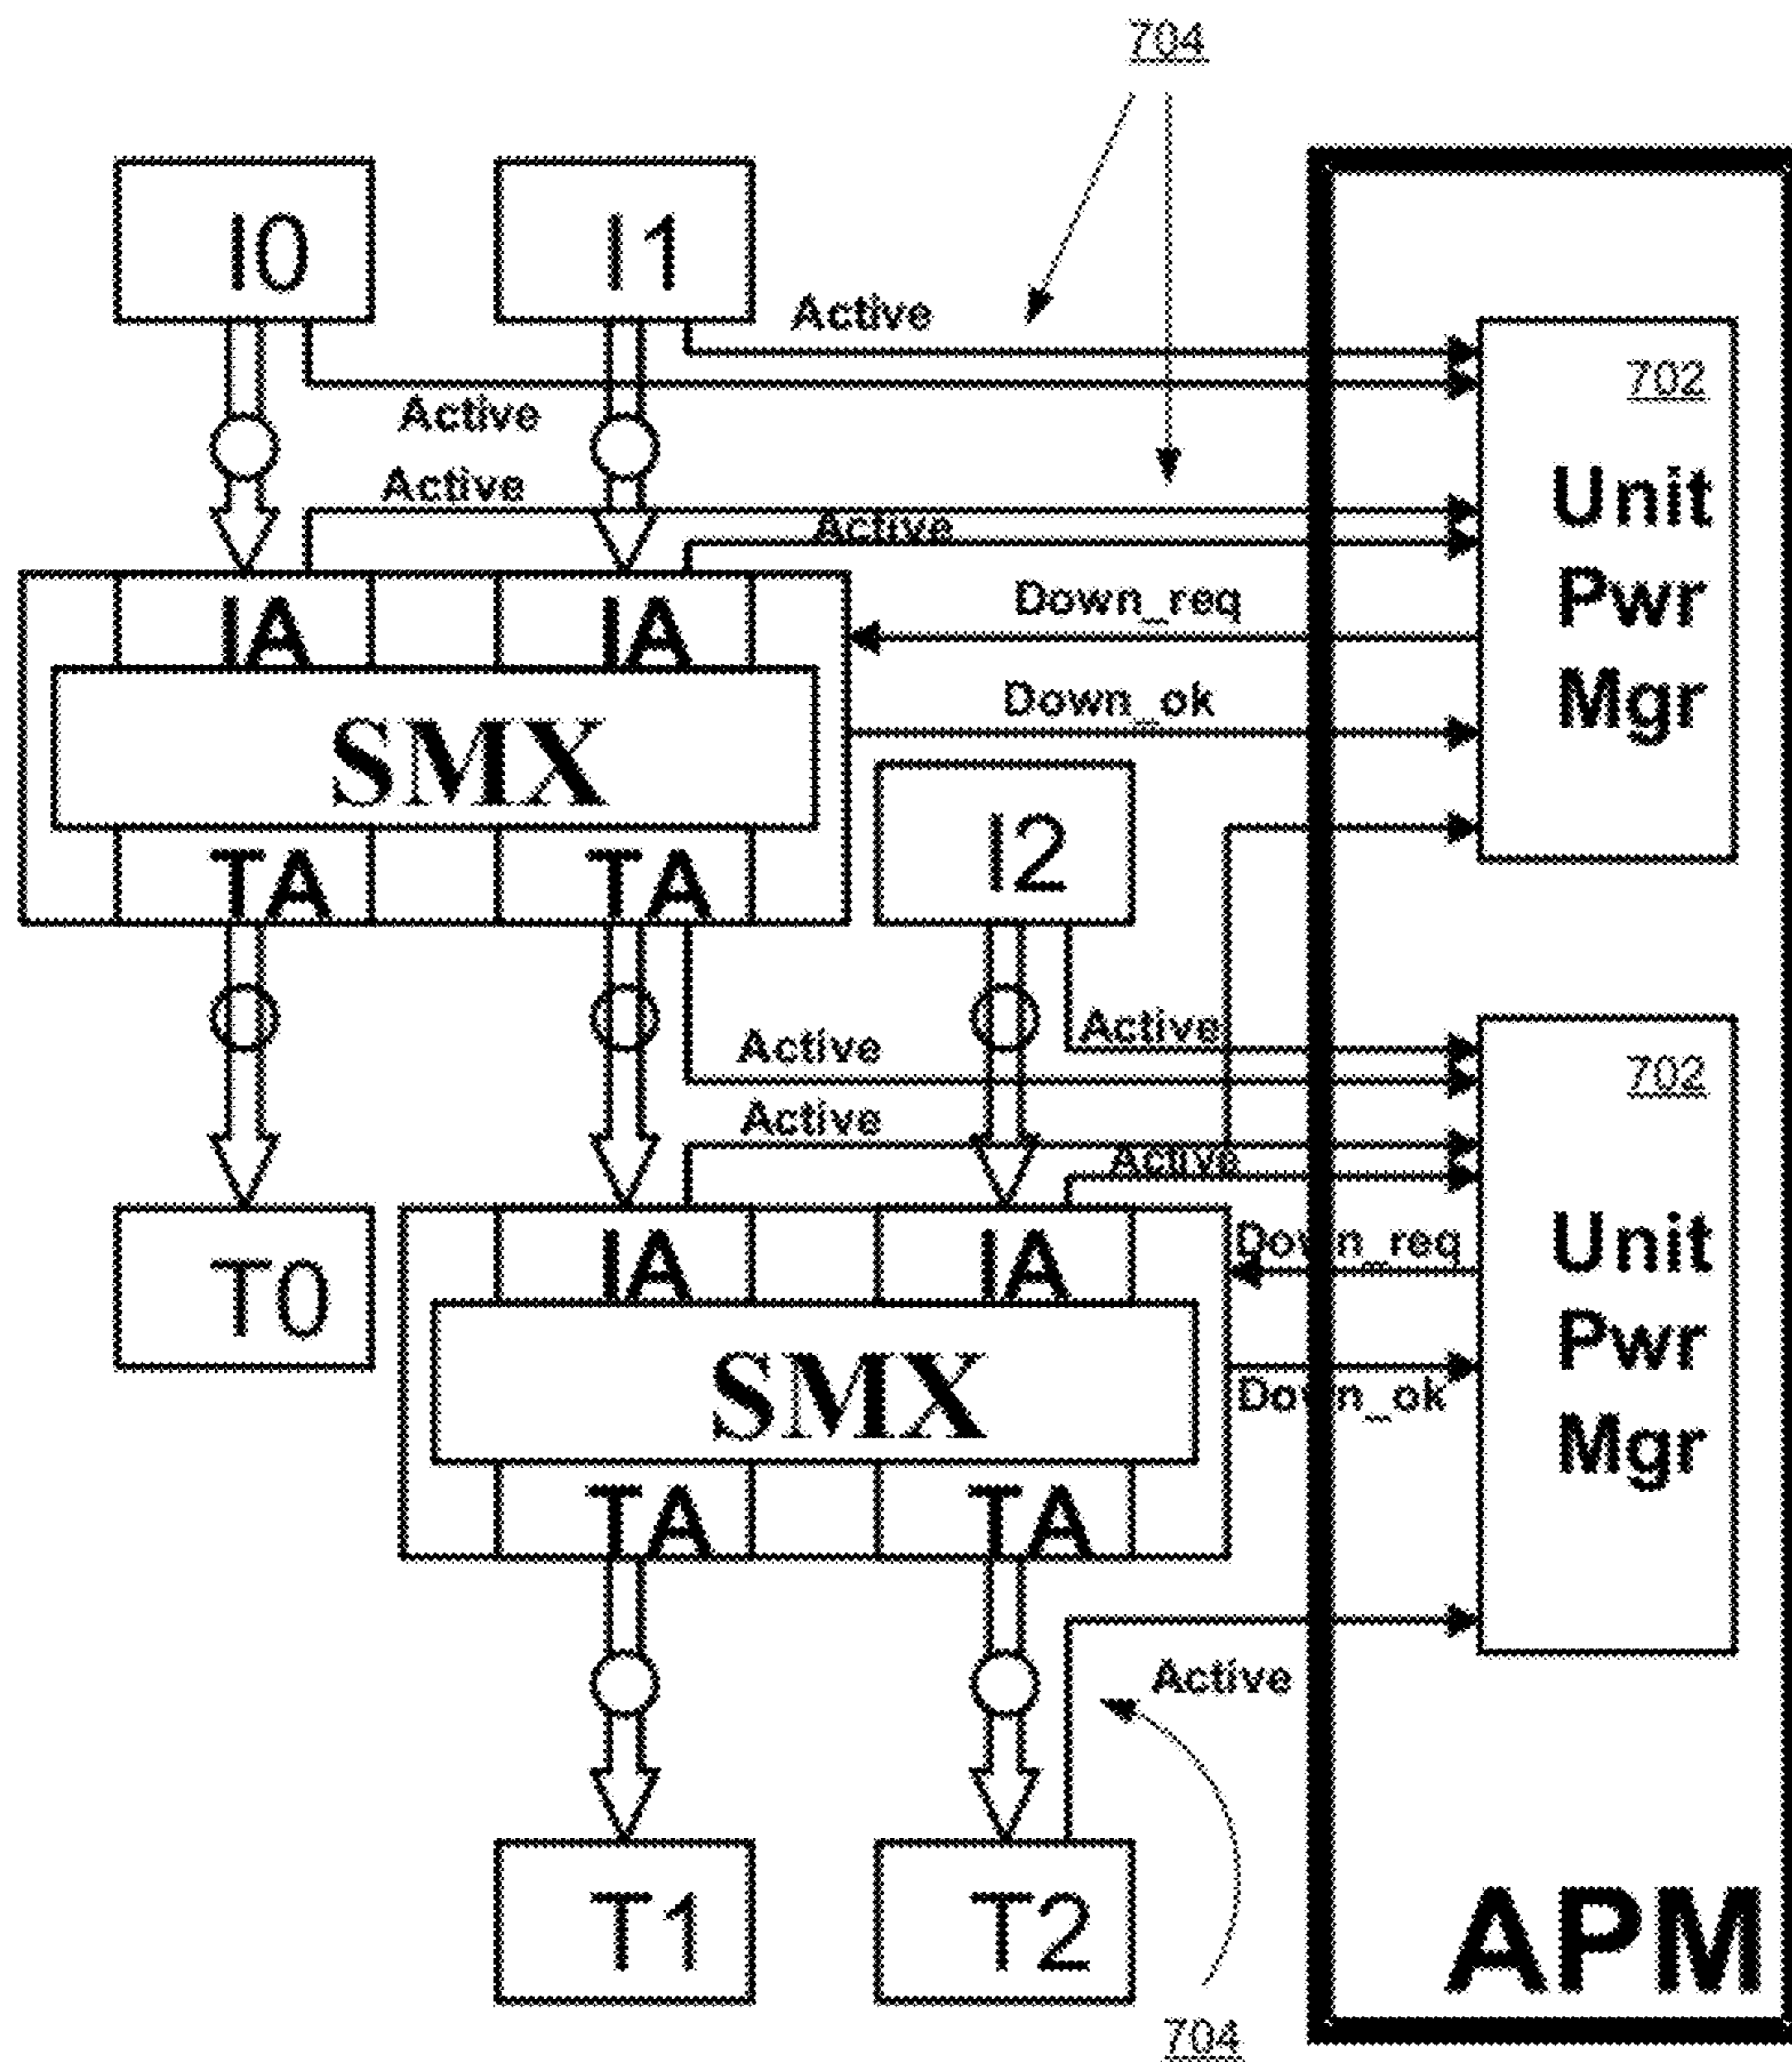 704
I0
I1
Active
702
Active
Active
Unit
Active
Pwr
Down_req
IA
IA
Mgr
Down_ok
SMX
I2
TA
TA
Active
Active
702
Active
Active
Unit
Down_req
IA
IA
T0
Pwr
Down_ok
SMX
Mgr
TA
TA
Active
T1
T2
APM
704